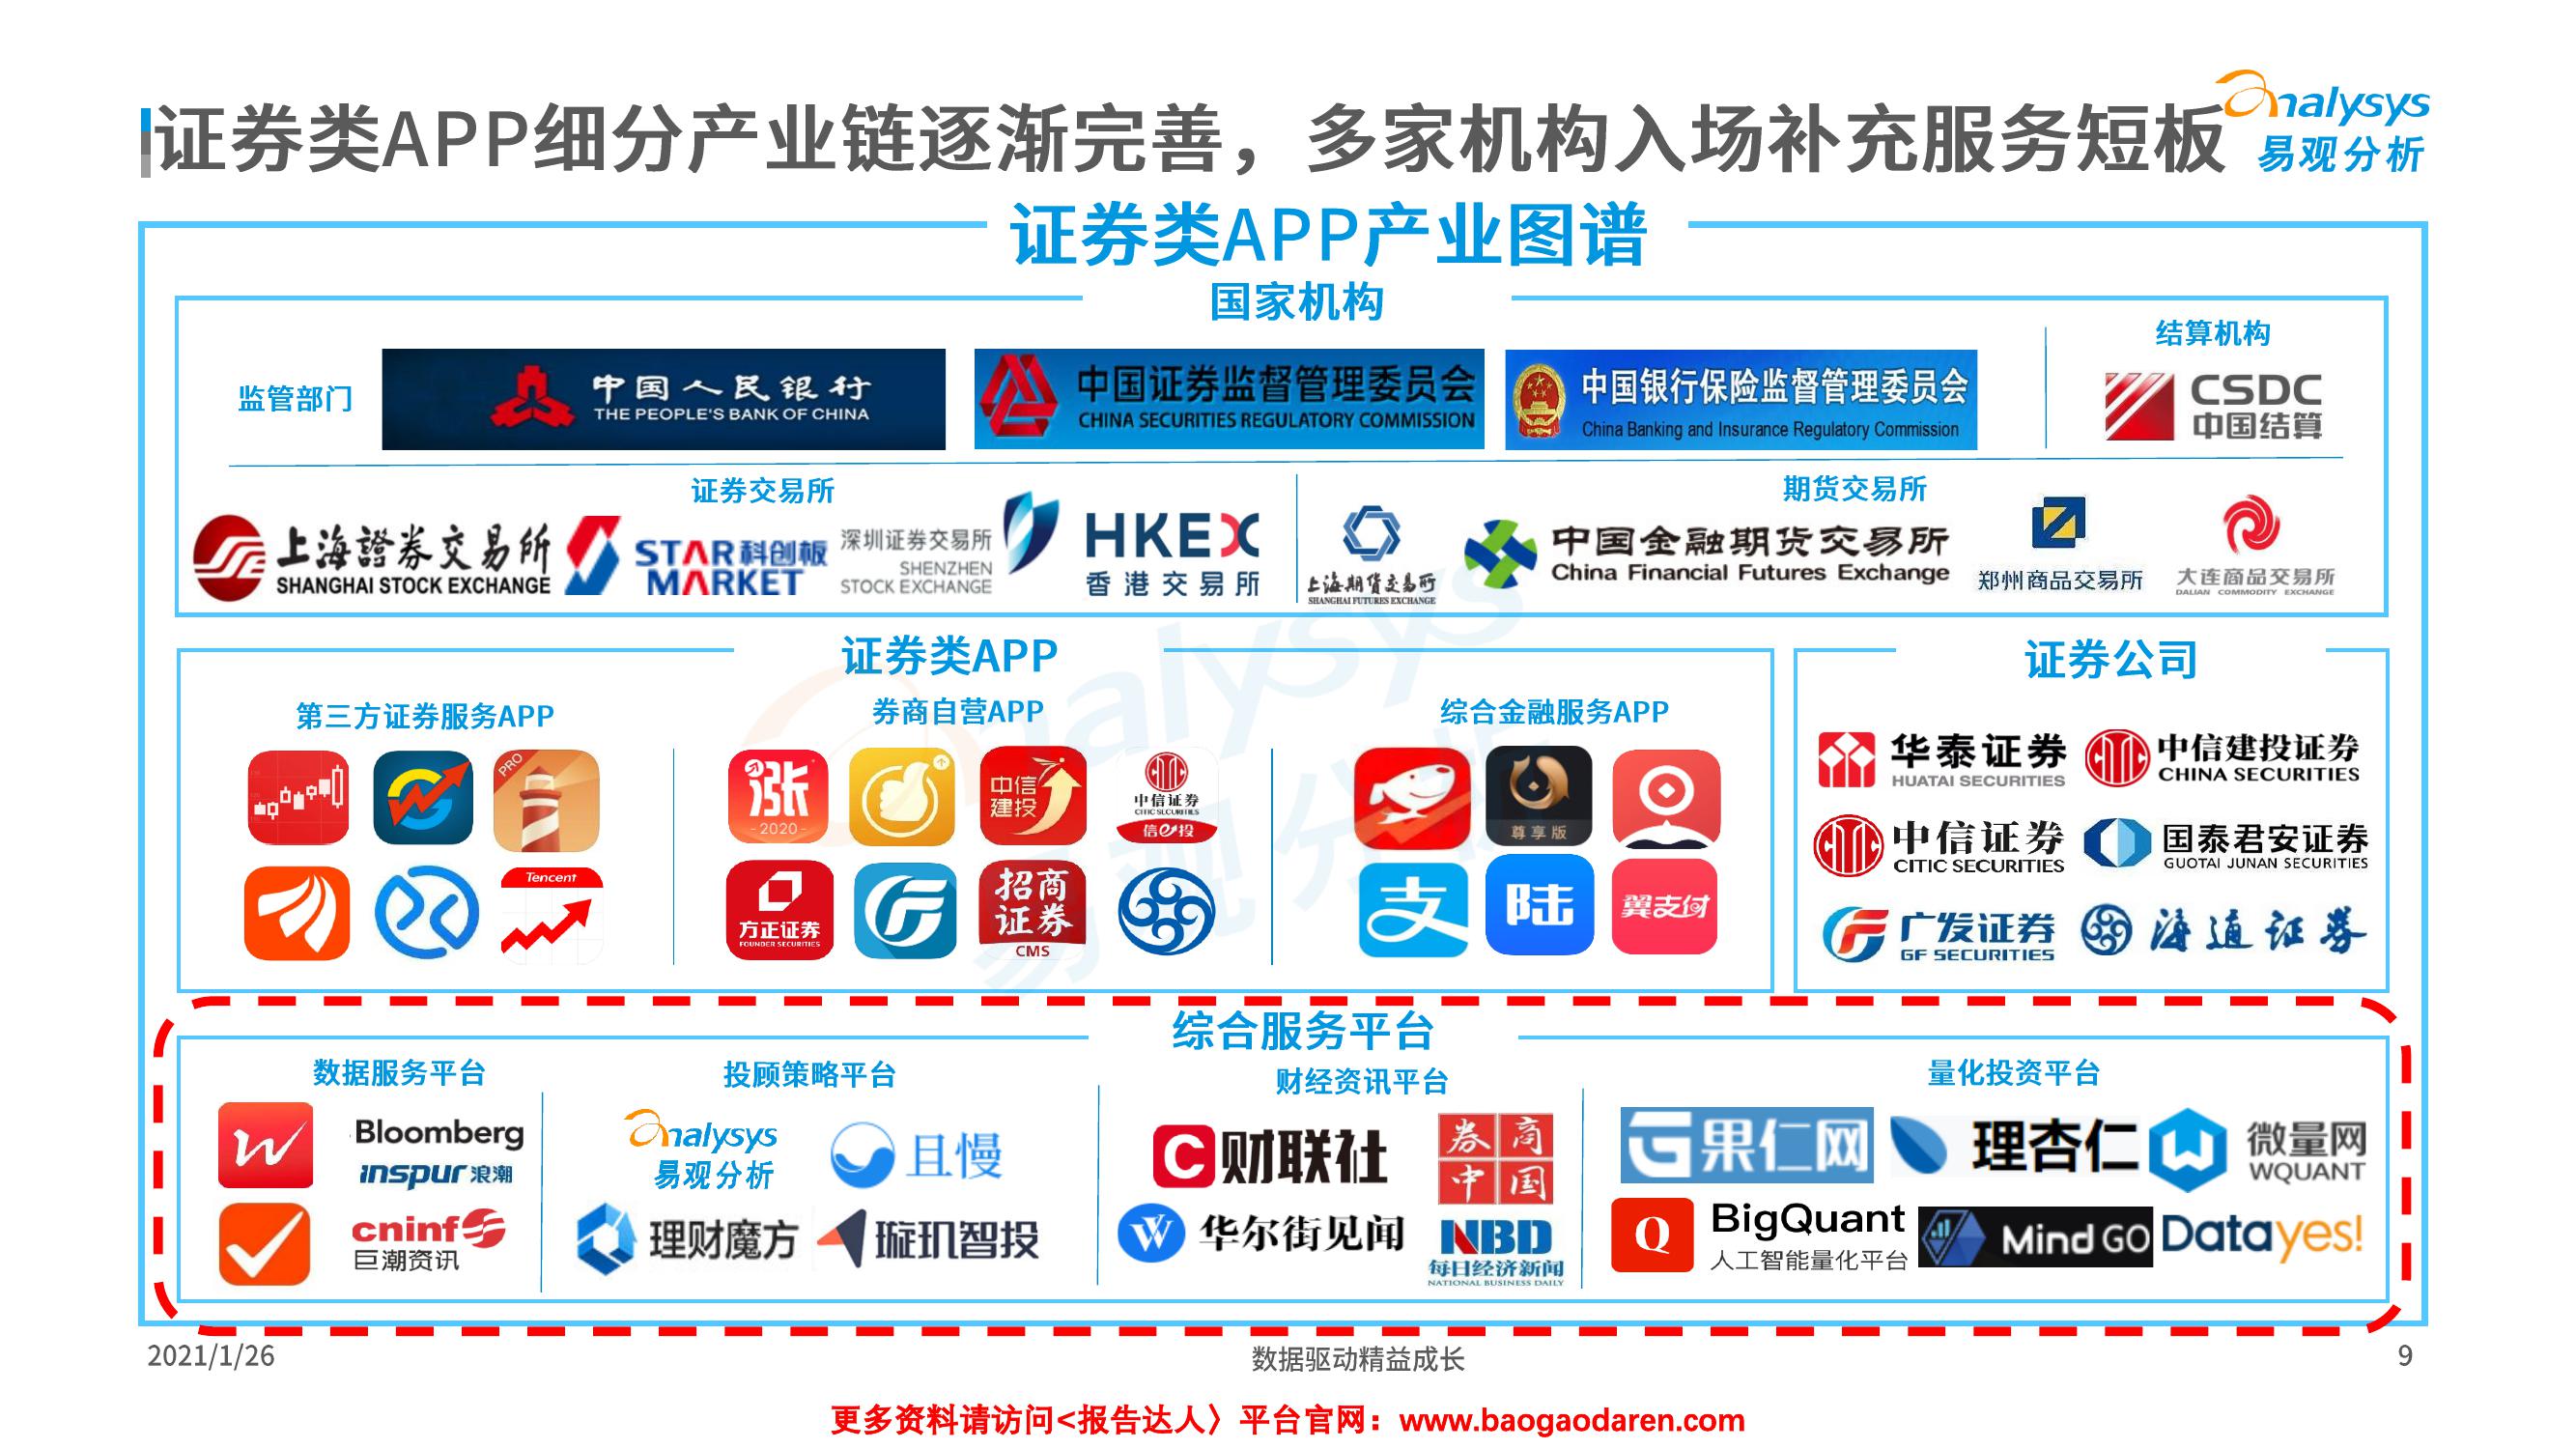 证券类APP细分产业链逐渐完善，多家机构入场补充服务短板
analysys
易观分析
证券类APP产业图谱
国家机构
监管部门
中国人民银行
THE PEOPLE'S BANK OF CHINA
中国证券监督管理委员会
CHINA SECURITIES REGULATORY COMMISSION
中国银行保险监督管理委员会
China Banking and Insurance Regulatory Commission
结算机构
CSDC
中国结算
证券交易所
上海證券交易所
SHANGHAI STOCK EXCHANGE
STAR科创板
MARKET
深圳证券交易所
SHENZHEN
STOCK EXCHANGE
HKEX
香港交易所
期货交易所
上海期货交易所
SHANGHAI FUTURES EXCHANGE
中国金融期货交易所
China Financial Futures Exchange
郑州商品交易所
大连商品交易所
DALIAN COMMODITY EXCHANGE
证券类APP
第三方证券服务APP
PRO
Tencent
券商自营APP
涨
-2020-
中信
建投
中信证券
CITIC SECURITIES
信e投
方正证券
FOUNDER SECURITIES
招商
证券
CMS
综合金融服务APP
尊享版
支
陆
翼支付
证券公司
华泰证券
HUATAI SECURITIES
中信建投证券
CHINA SECURITIES
中信证券
CITIC SECURITIES
国泰君安证券
GUOTAI JUNAN SECURITIES
广发证券
GF SECURITIES
海通证券
analysys
易观分析
综合服务平台
数据服务平台
W
Bloomberg
inspur 浪潮
cninf
巨潮资讯
投顾策略平台
analysys
易观分析
且慢
理财魔方
璇玑智投
财经资讯平台
C 财联社
券商
中国
W 华尔街见闻
NBD
每日经济新闻
NATIONAL BUSINESS DAILY
量化投资平台
G果仁网
理杏仁
微量网
WQUANT
Q
BigQuant
人工智能量化平台
Mind GO
Datayes!
2021/1/26
数据驱动精益成长
9
更多资料请访问<报告达人〉平台官网：www.baogaodaren.com